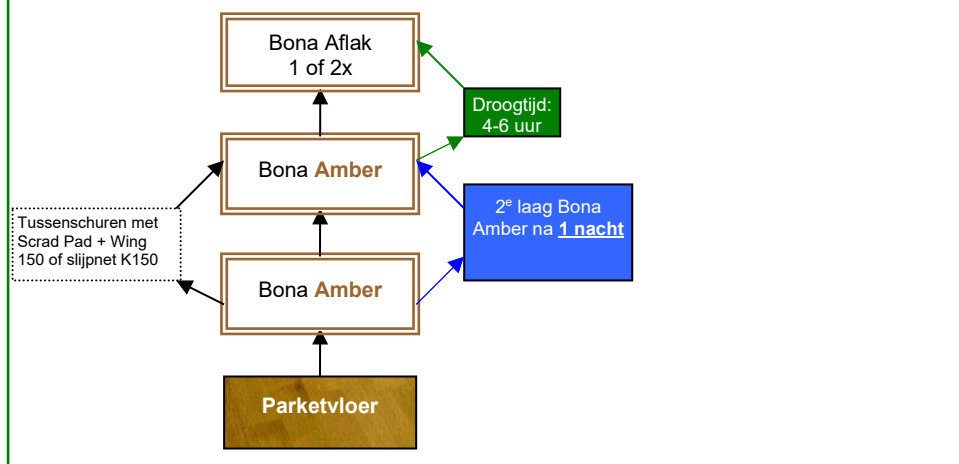 Bona Aflak
1 of 2x
Droogtijd:
4-6 uur
Bona Amber
2e laag Bona
Amber na 1 nacht
Tussenschuren met
Scrad Pad + Wing
150 of slijpnet K150
Bona Amber
Parketvloer